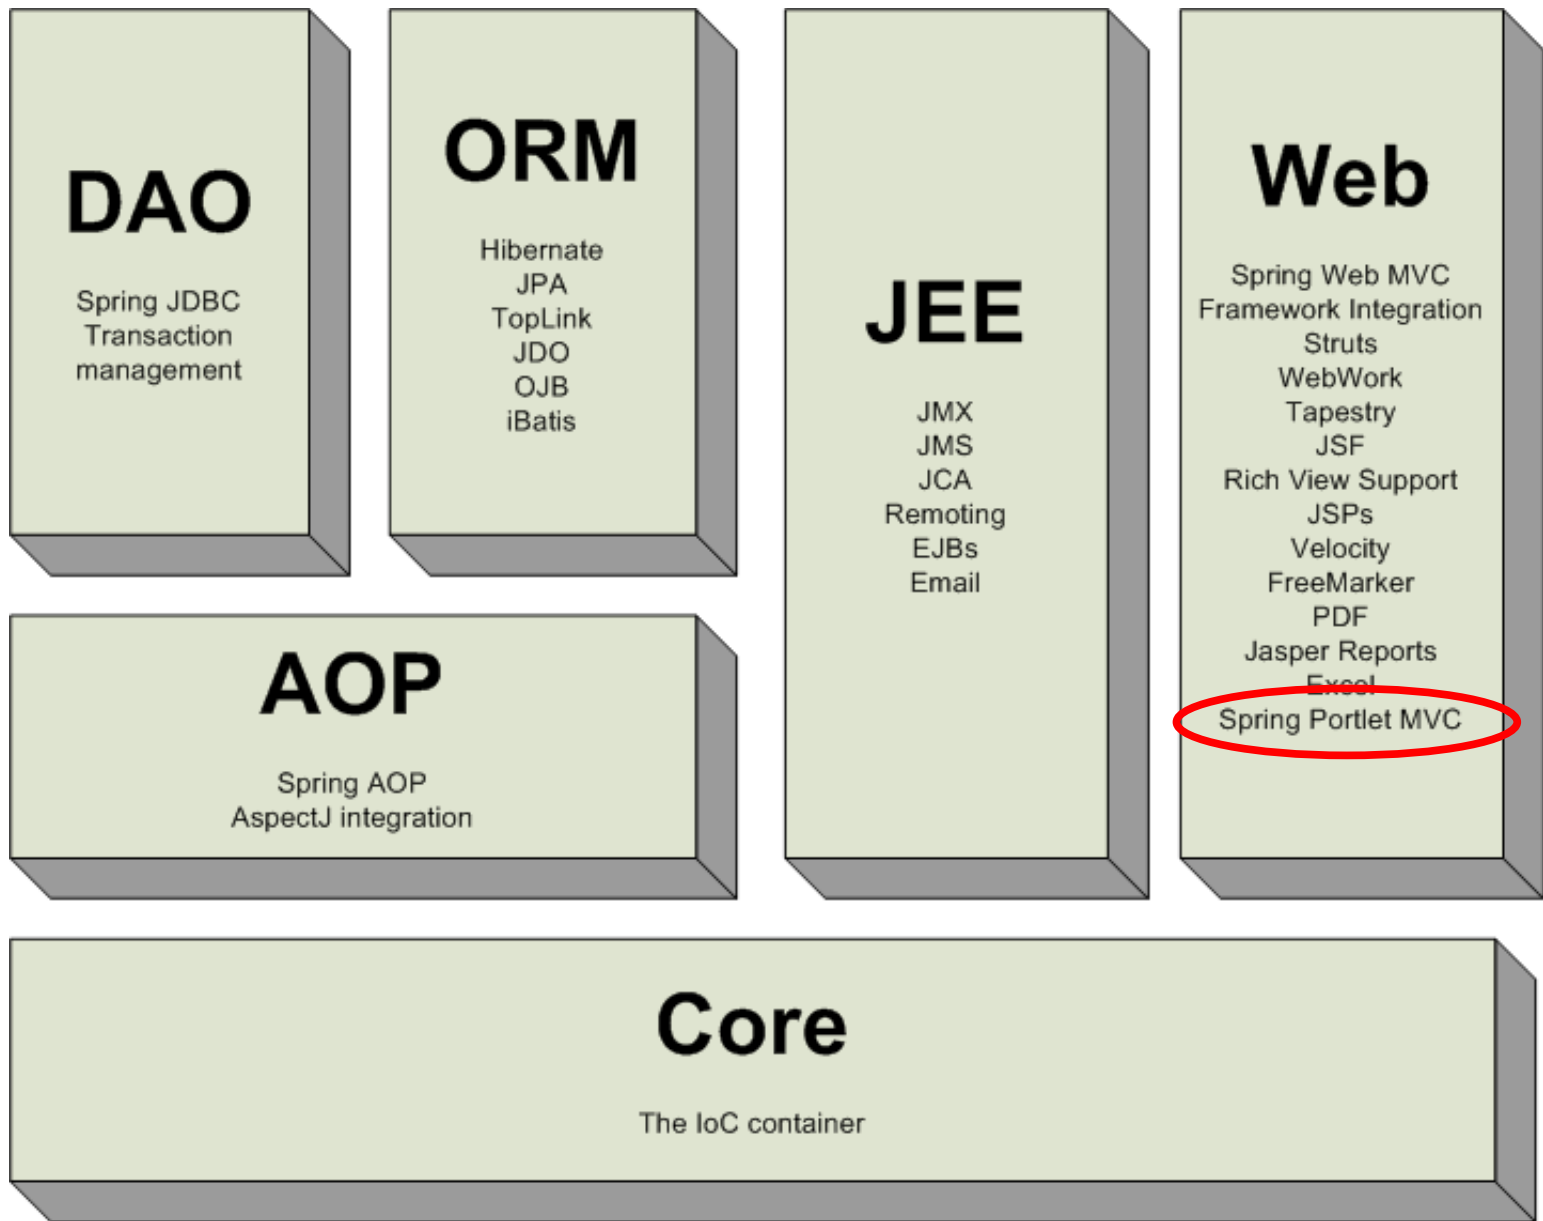 DAO
Spring JDBC
Transaction
management
ORM
Hibernate
JPA
TopLink
JDO
OJB
iBatis
JEE
JMX
JMS
JCA
Remoting
EJBs
Email
Web
Spring Web MVC
Framework Integration
Struts
WebWork
Tapestry
JSF
Rich View Support
JSPs
Velocity
FreeMarker
PDF
Jasper Reports
Excel
Spring Portlet MVC
AOP
Spring AOP
AspectJ integration
Core
The IoC container